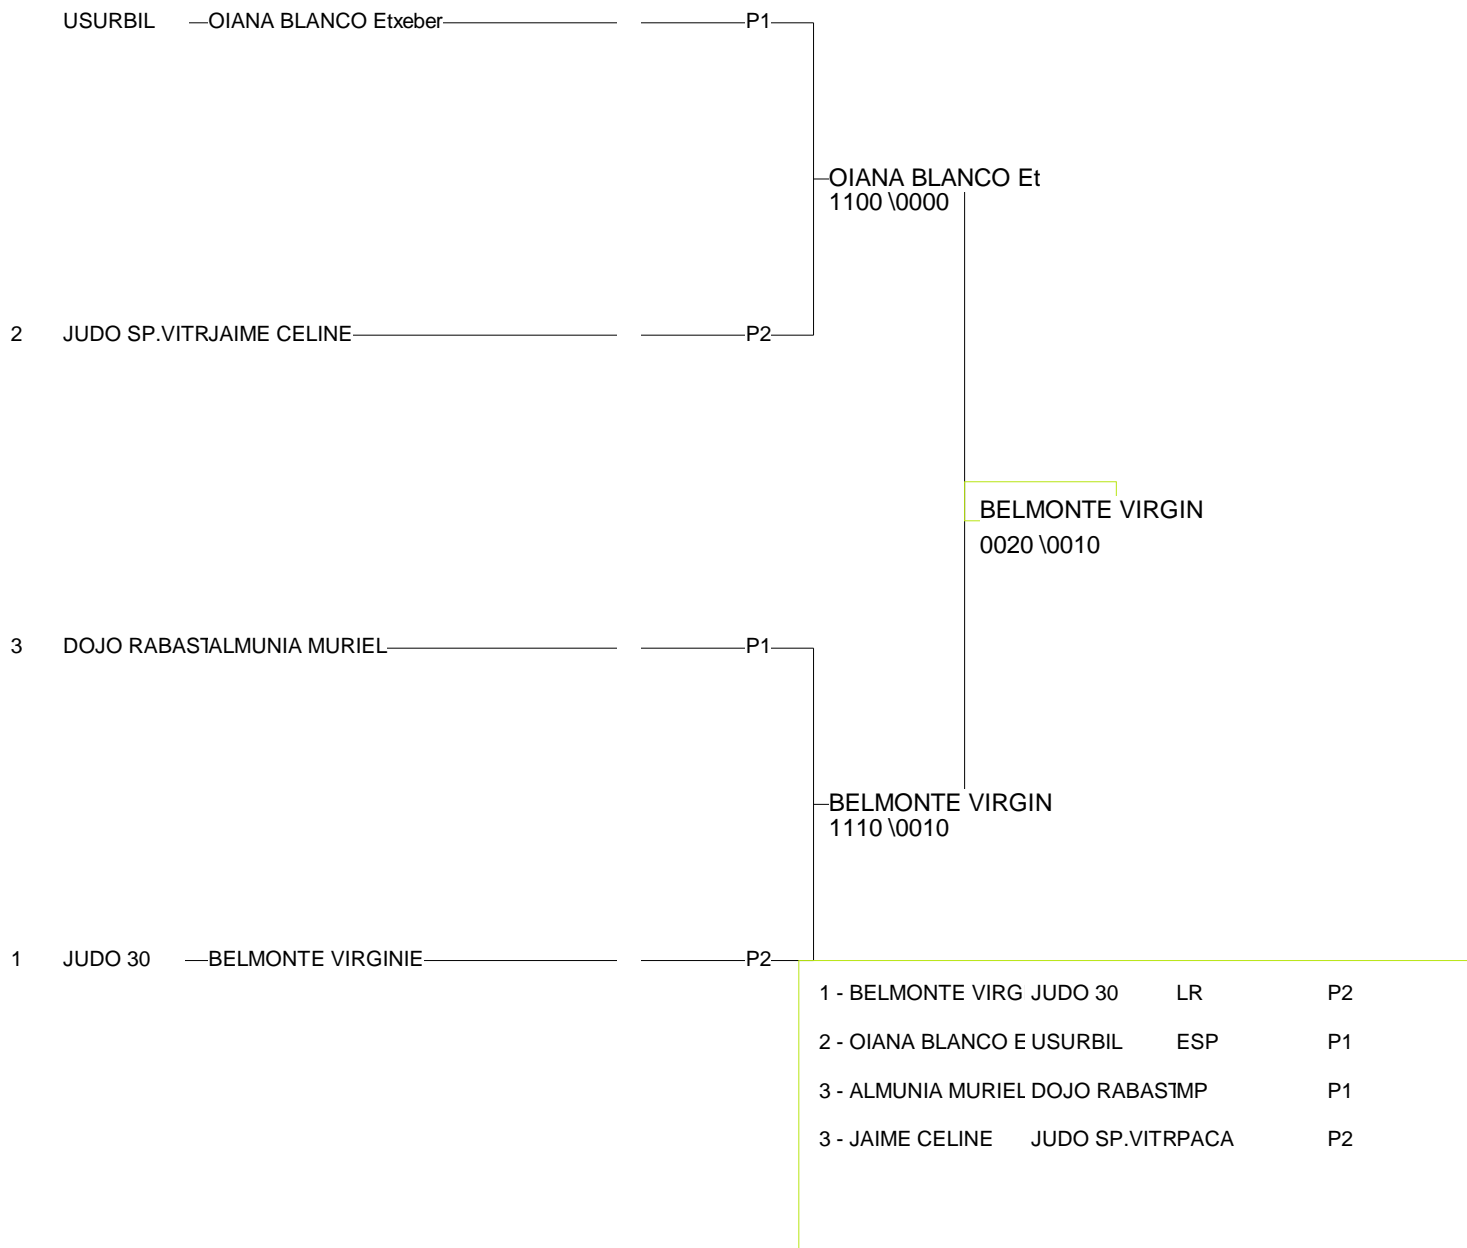 USURBIL OIANA BLANCO Etxeber P1
OIANA BLANCO Et
1100 \0000
2 JUDO SP.VITRJAIME CELINE P2
BELMONTE VIRGIN
0020 \0010
3 DOJO RABASTALMUNIA MURIEL P1
BELMONTE VIRGIN
1110 \0010
1 JUDO 30 BELMONTE VIRGINIE P2
1 - BELMONTE VIRG JUDO 30 LR P2
2 - OIANA BLANCO E USURBIL ESP P1
3 - ALMUNIA MURIEL DOJO RABASTMP P1
3 - JAIME CELINE JUDO SP.VITRPACA P2